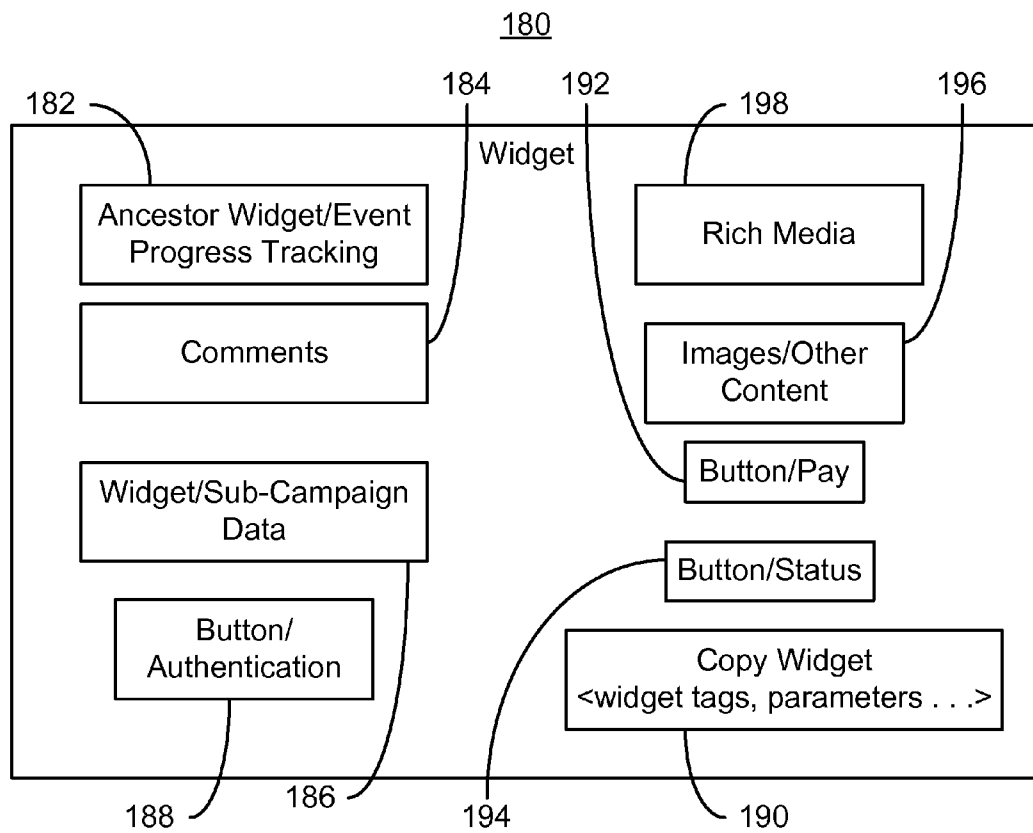 180
184
192
196
182
198
Widget
Ancestor Widget/Event
Progress Tracking
Rich Media
Comments
Images/Other
Content
Button/Pay
Widget/Sub-Campaign
Data
Button/Status
Button/
Authentication
Copy Widget
<widget tags, parameters . . .>
188
186
194
190